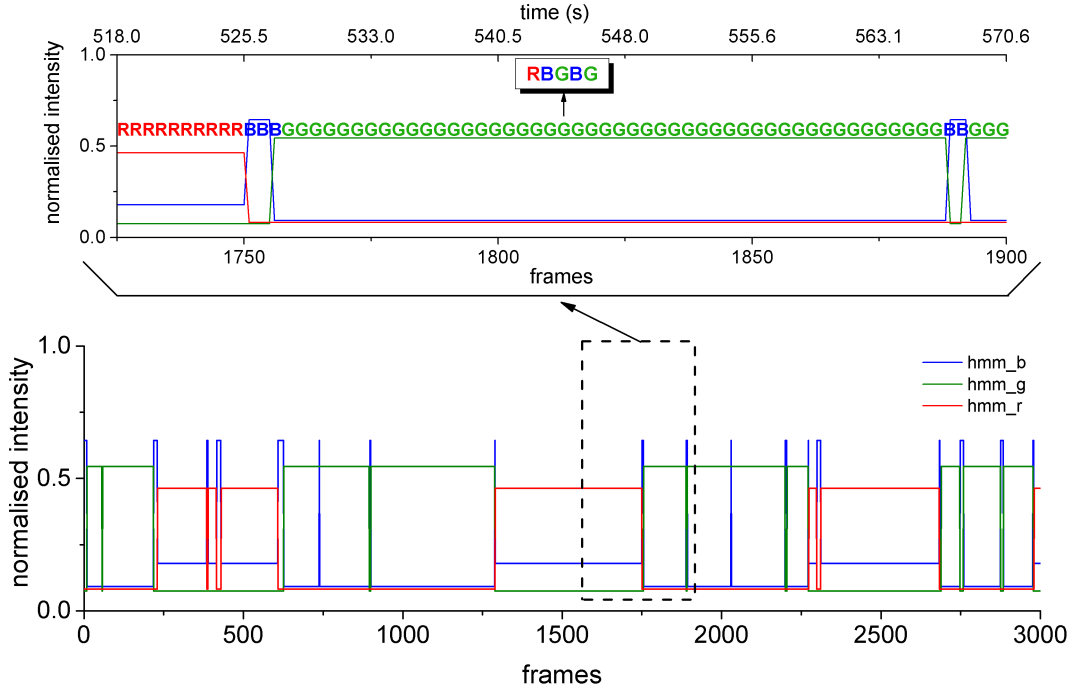 time (s)
518.0 525.5 533.0 540.5 548.0 555.6 563.1 570.6
1.0
RBGBG
RRRRRRRRRRBBBGGGGGGGGGGGGGGGGGGGGGGGGGGGGGGGGGGGGGGGGGGGGGGGGBBGGG
0.5
0.0
normalised intensity
1750 1800 1850 1900
frames
1.0
hmm_b
hmm_g
hmm_r
0.5
0.0
normalised intensity
0 500 1000 1500 2000 2500 3000
frames